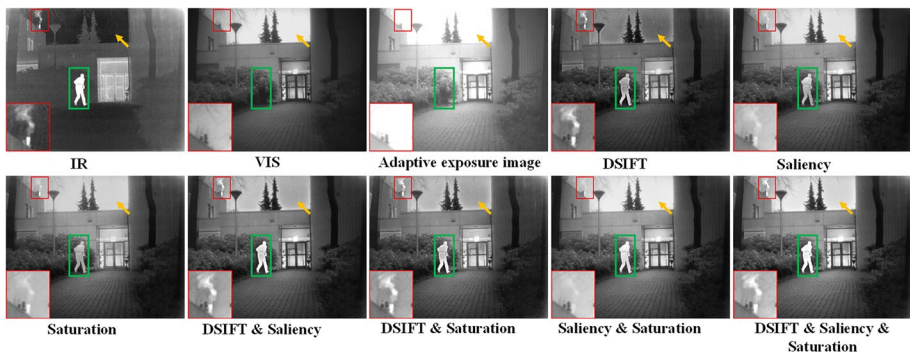 IR
VIS
Adaptive exposure image
DSIFT
Saliency
Saturation
DSIFT & Saliency
DSIFT & Saturation
Saliency & Saturation
DSIFT & Saliency &
Saturation